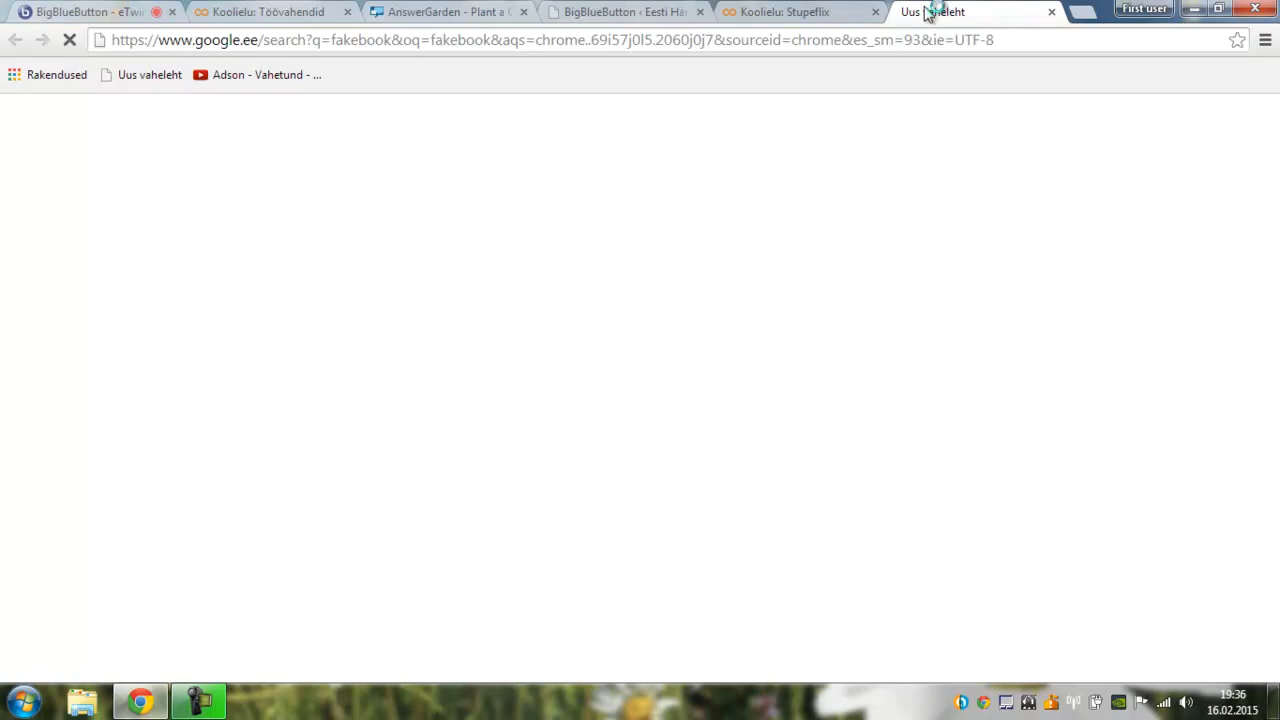 BigBlueButton - eTwin
Koolielu: Töövahendid
AnswerGarden - Plant a
BigBlueButton : Eesti Ha
Koolielu: Stupeflix
Uus vaheleht
First user
https://www.google.ee/search?q=fakebook&oq=fakebook&aqs=chrome..69i57j0l5.2060j0j7&sourceid=chrome&es_sm=93&ie=UTF-8
Rakendused
Uus vaheleht
Adson - Vahetund - ...
19:36
16.02.2015